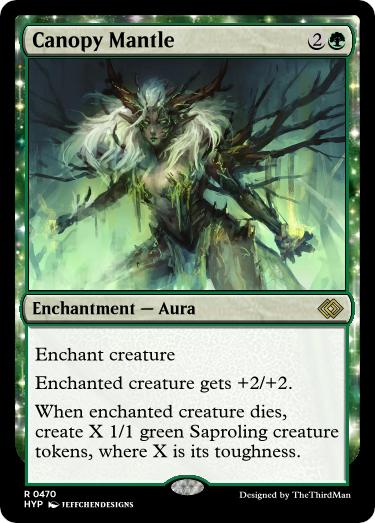 Canopy Mantle 2
Enchantment — Aura
Enchant creature
Enchanted creature gets +2/+2.
When enchanted creature dies,
create X 1/1 green Saproling creature
tokens, where X is its toughness.
R 0470
HYP JEFFCHENDESIGNS
Designed by TheThirdMan